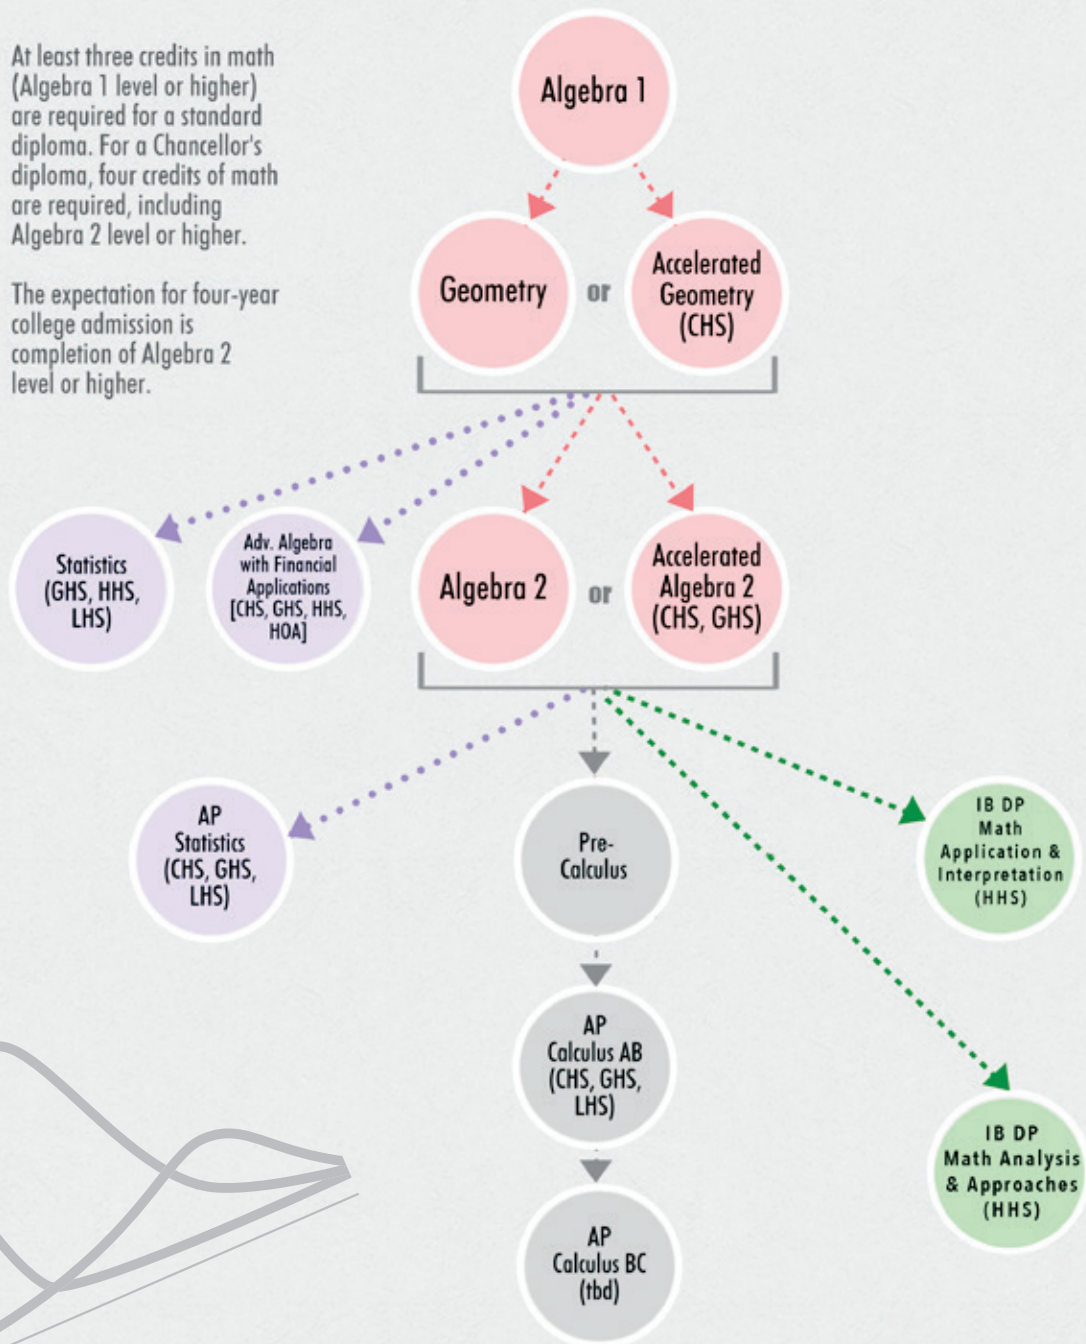 At least three credits in math
(Algebra 1 level or higher)
are required for a standard
diploma. For a Chancellor's
diploma, four credits of math
are required, including
Algebra 2 level or higher.
The expectation for four-year
college admission is
completion of Algebra 2
level or higher.
Algebra 1
Geometry
or
Accelerated
Geometry
(CHS)
Statistics
(GHS, HHS,
LHS)
Adv. Algebra
with Financial
Applications
[CHS, GHS, HHS,
HOA]
Algebra 2
or
Accelerated
Algebra 2
(CHS, GHS)
AP
Statistics
(CHS, GHS,
LHS)
Pre-
Calculus
IB DP
Math
Application &
Interpretation
(HHS)
AP
Calculus AB
(CHS, GHS,
LHS)
IB DP
Math Analysis
& Approaches
(HHS)
AP
Calculus BC
(tbd)